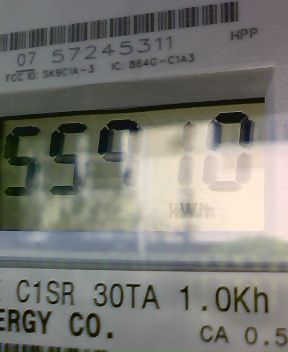 07 57245311
HPP
FCC ID: SK9C1A-3 IC: 864G-C1A3
55910
kWh
C1SR 30TA 1.0Kh
ERGY CO.
CA 0.5